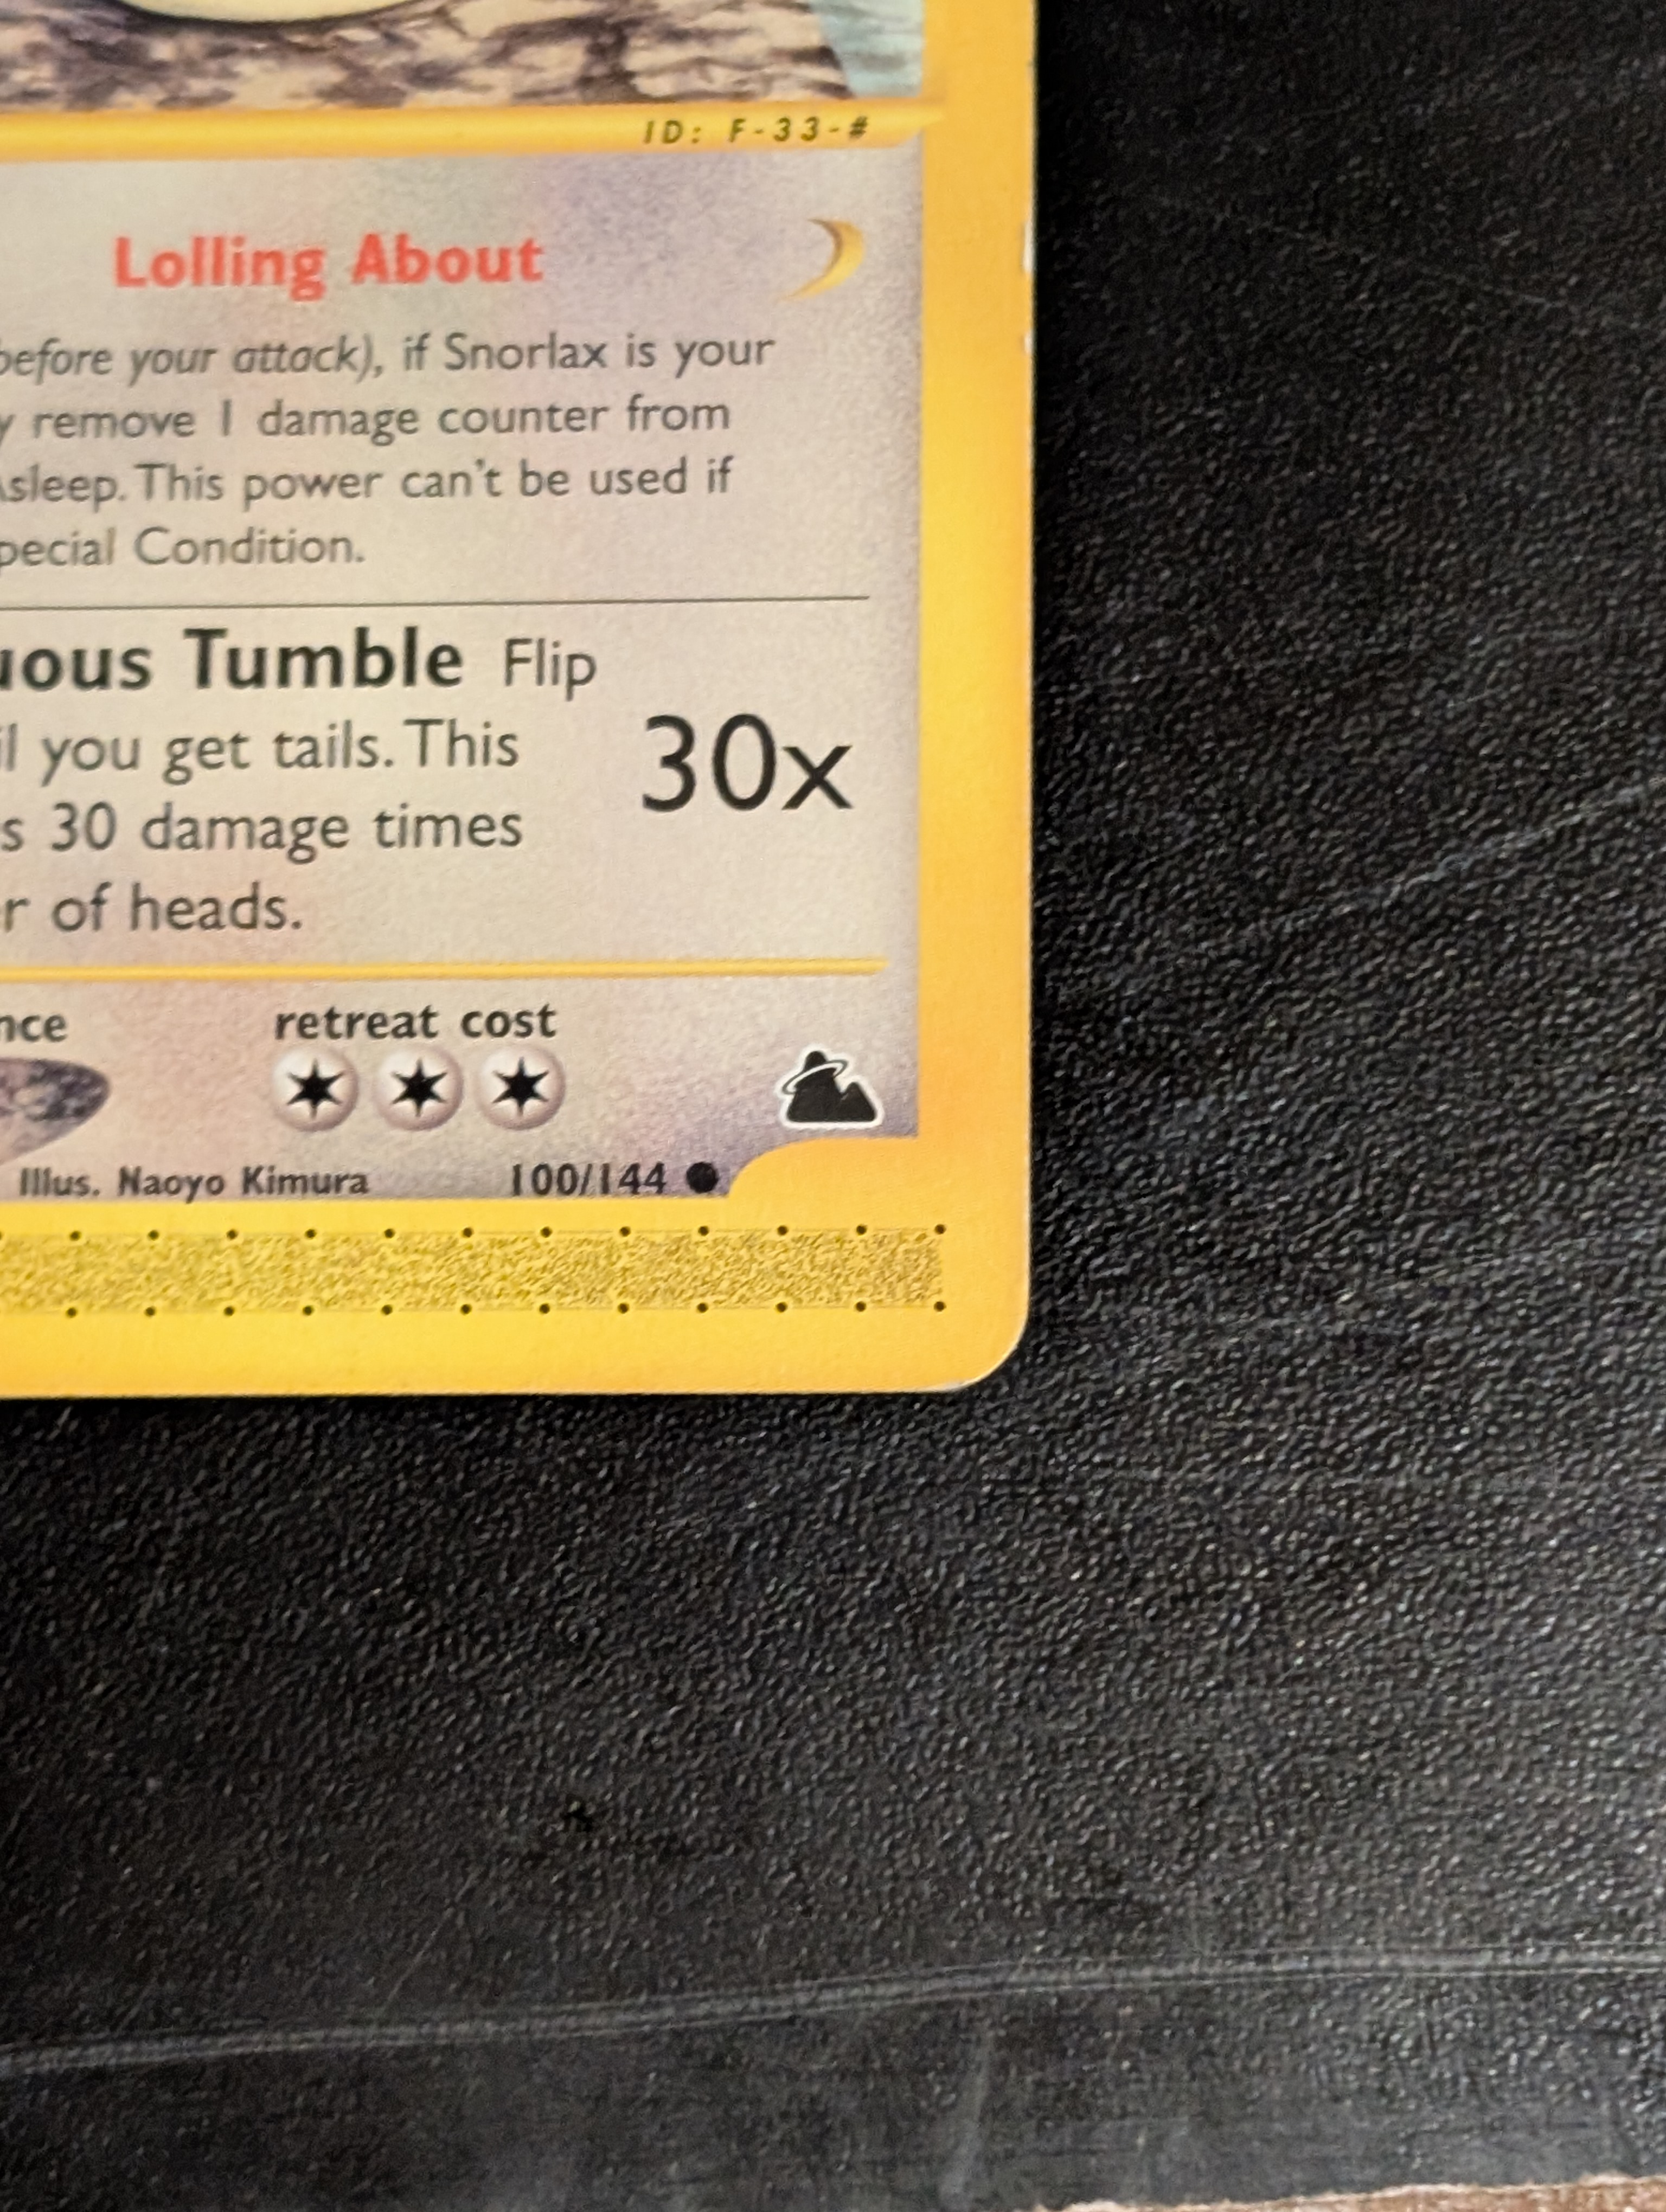 ID: F-33-#
Lolling About
before your attack), if Snorlax is your
remove 1 damage counter from
Asleep. This power can't be used if
pecial Condition.
uous Tumble Flip
il you get tails. This
30x
s 30 damage times
r of heads.
nce
retreat cost
Illus. Naoyo Kimura 100/144